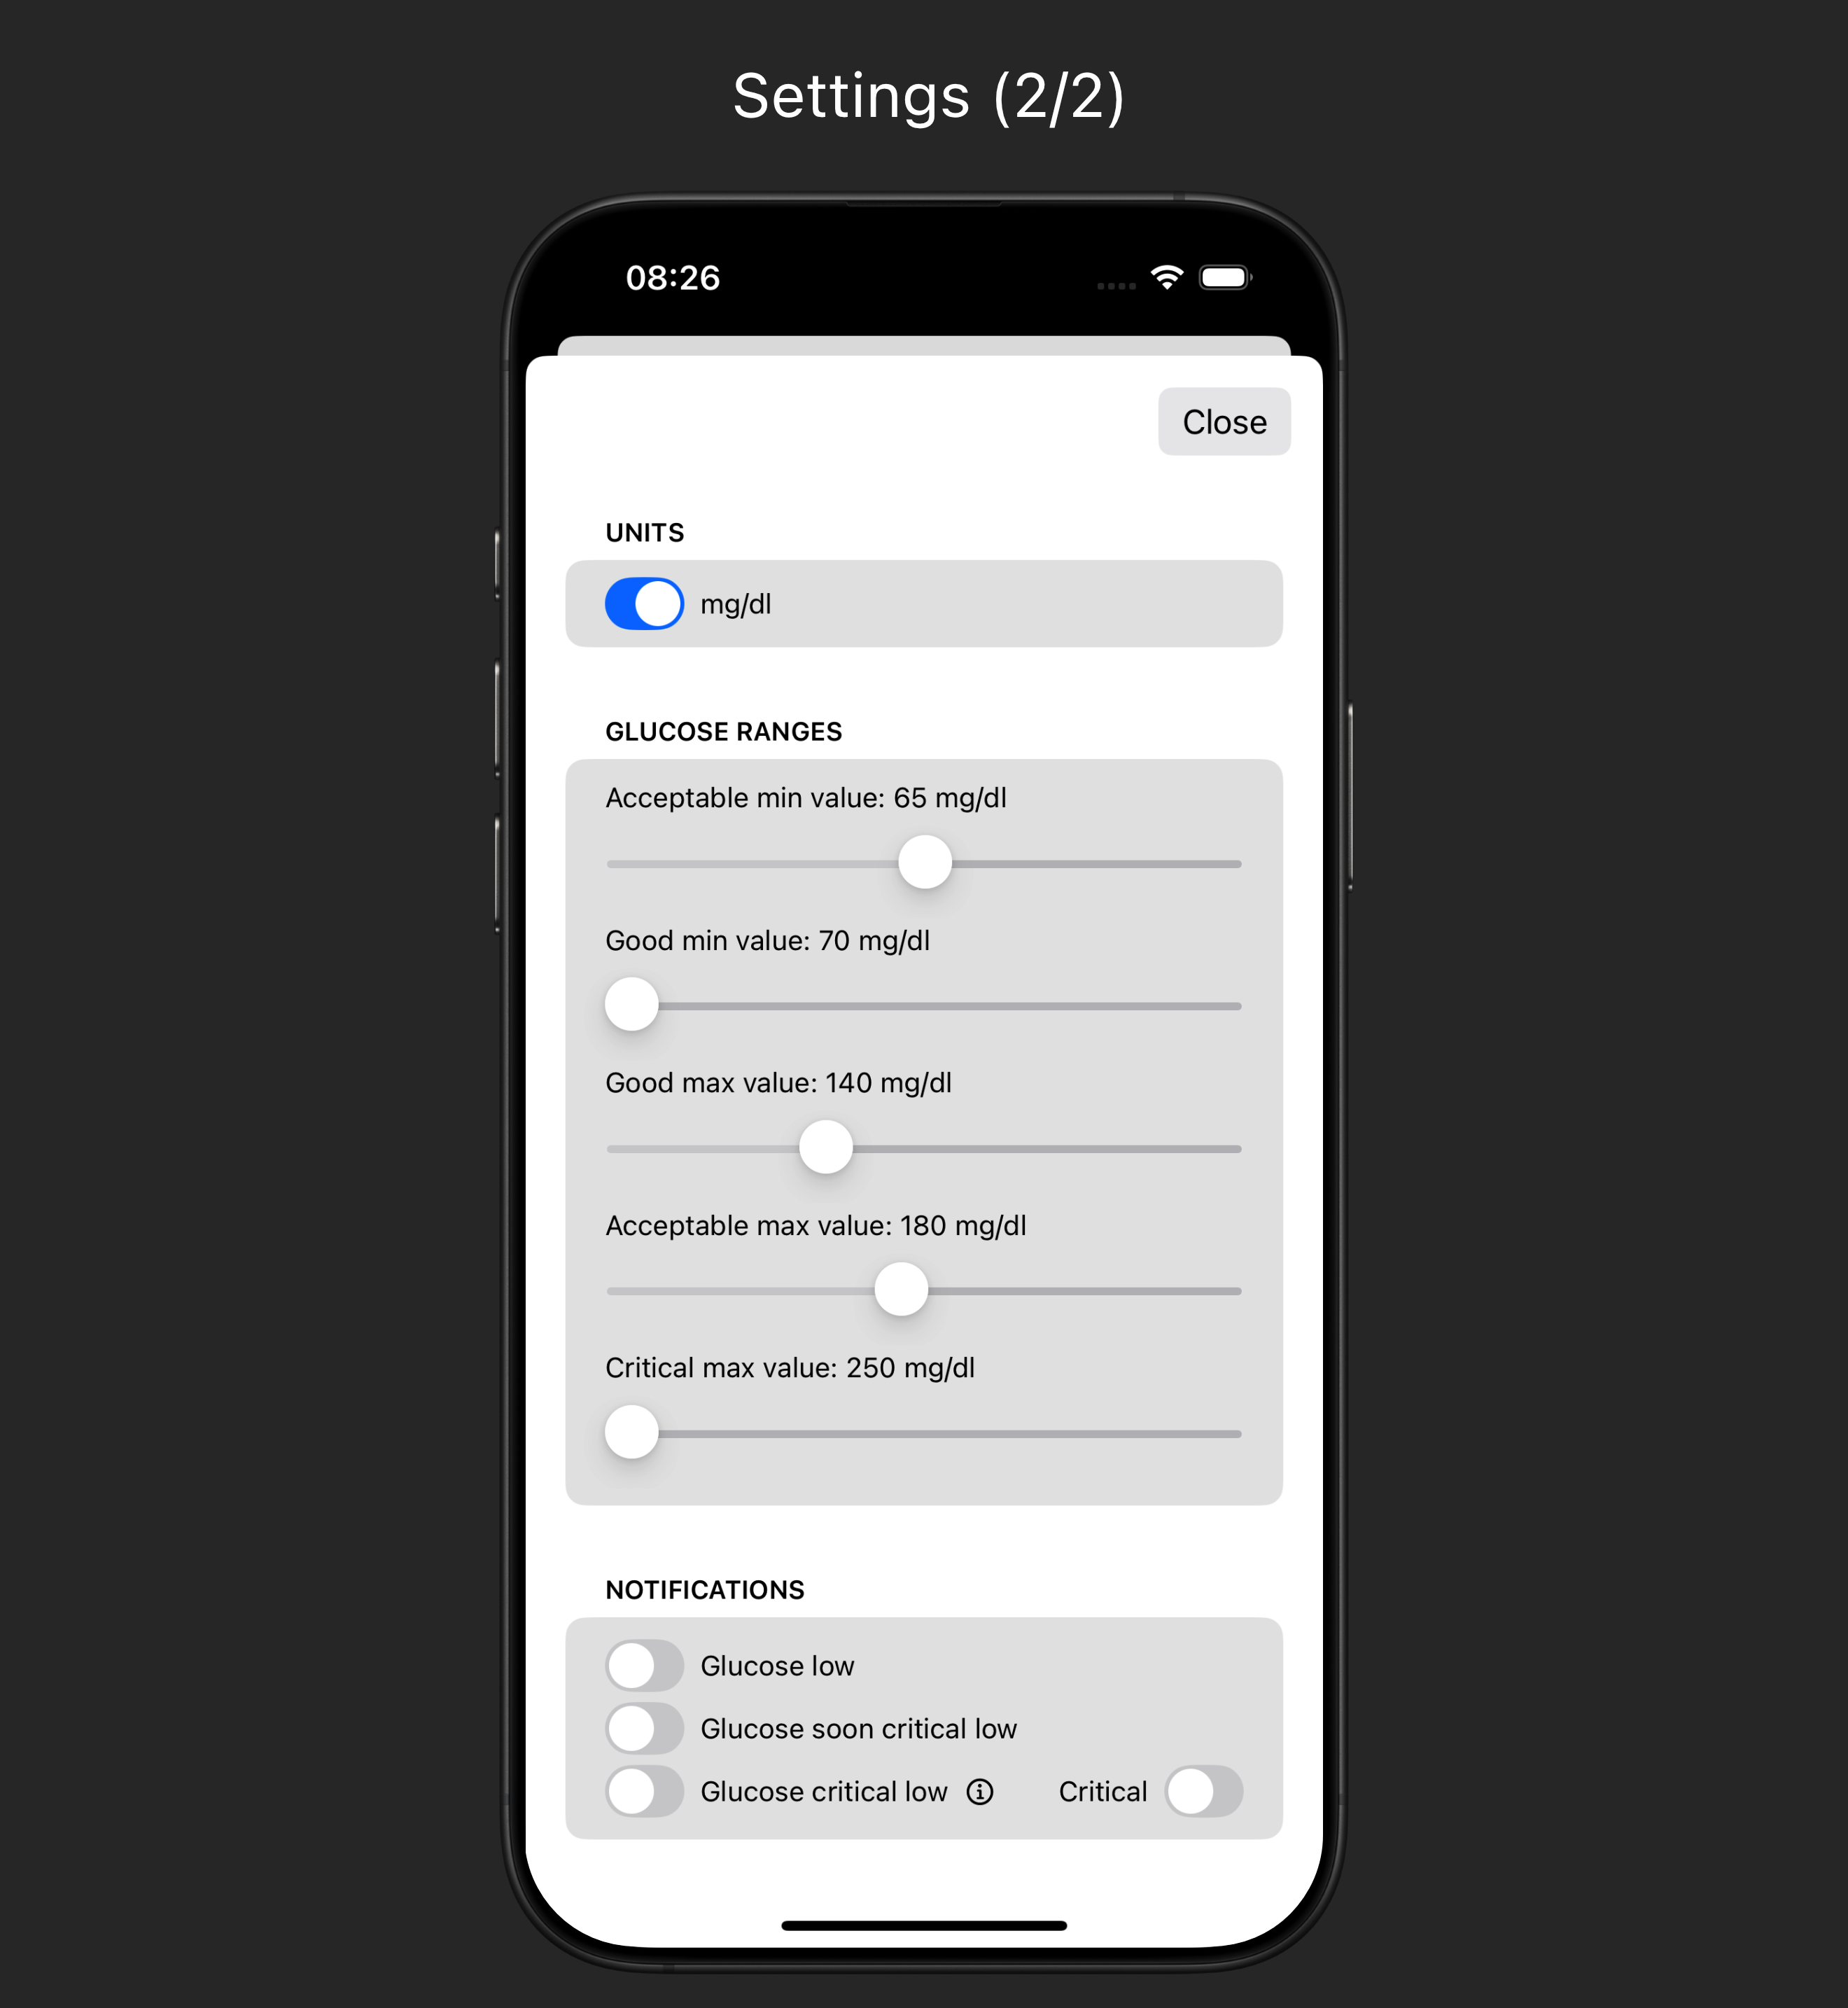 Settings (2/2)
08:26
Close
UNITS
mg/dl
GLUCOSE RANGES
Acceptable min value: 65 mg/dl
Good min value: 70 mg/dl
Good max value: 140 mg/dl
Acceptable max value: 180 mg/dl
Critical max value: 250 mg/dl
NOTIFICATIONS
Glucose low
Glucose soon critical low
Glucose critical low Critical